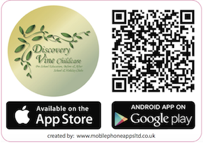 Discovery
Vine Childcare
Available on the
App Store
ANDROID APP ON
Google play
created by: www.mobilephoneappsltd.co.uk